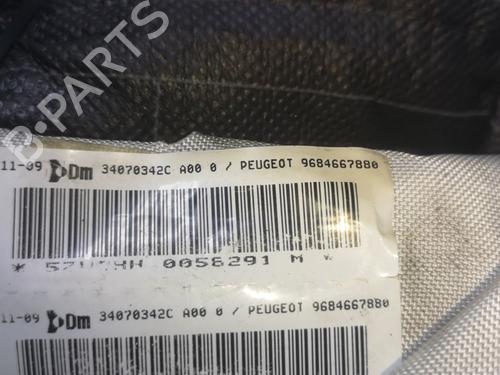 B-PARTS
11-09 Dm 34070342C A00 0 / PEUGEOT 9684667880
* 0058291 M *
11-09 Dm 34070342C A00 0 / PEUGEOT 9684667880